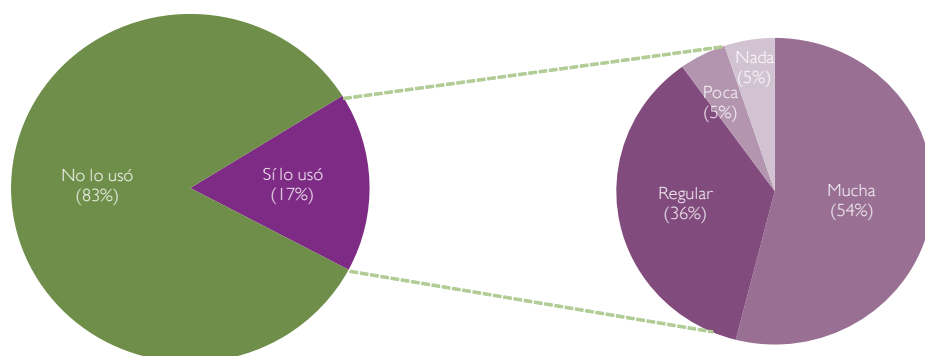 No lo usó
(83%)
Sí lo usó
(17%)
Nada
(5%)
Poca
(5%)
Regular
(36%)
Mucha
(54%)